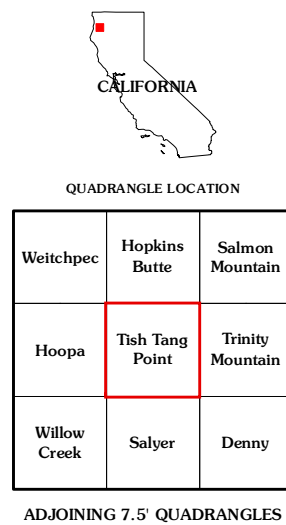 CALIFORNIA
QUADRANGLE LOCATION
Weitchpec
Hopkins
Butte
Salmon
Mountain
Hoopa
Tish Tang
Point
Trinity
Mountain
Willow
Creek
Salyer
Denny
ADJOINING 7.5' QUADRANGLES